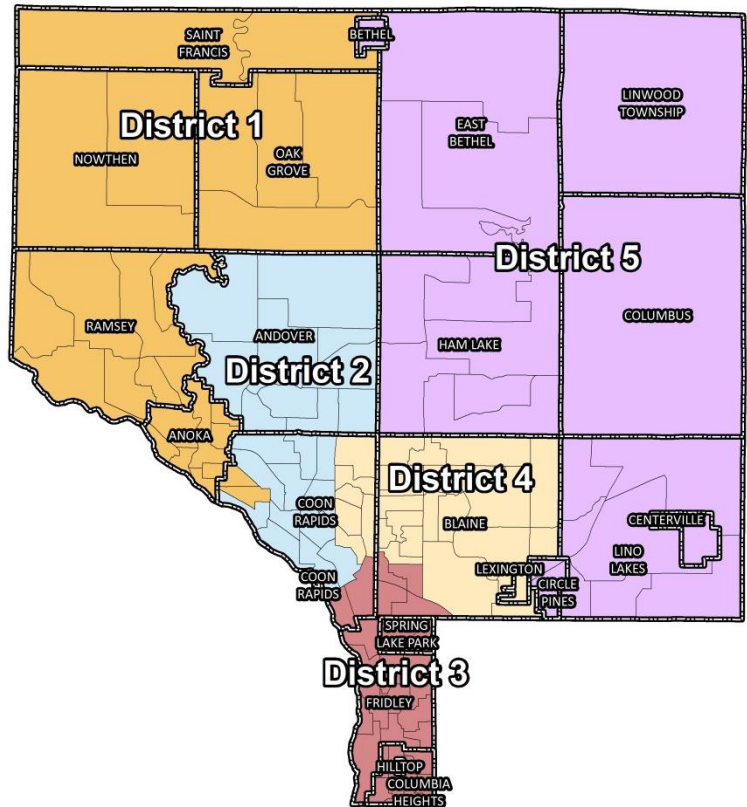 SAINT
FRANCIS
BETHEL
LINWOOD
TOWNSHIP
District 1
EAST
BETHEL
NOWTHEN
OAK
GROVE
District 5
RAMSEY
COLUMBUS
ANDOVER
HAM LAKE
District 2
ANOKA
District 4
COON
RAPIDS
BLAINE
CENTERVILLE
LINO
LAKES
LEXINGTON
CIRCLE
PINES
COON
RAPIDS
SPRING
LAKE PARK
District 3
FRIDLEY
HILLTOP
COLUMBIA
HEIGHTS